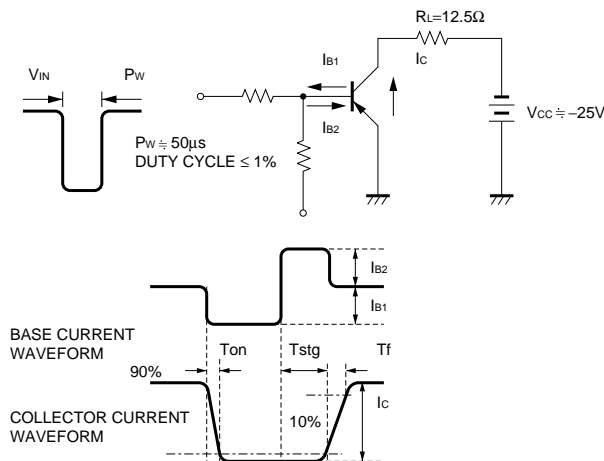 RL=12.5Ω
VIN
PW
IB1
IC
IB2
VCC ≒ −25V
PW ≒ 50μs
DUTY CYCLE ≤ 1%
IB2
IB1
BASE CURRENT
WAVEFORM
Ton
Tstg
Tf
90%
10%
IC
COLLECTOR CURRENT
WAVEFORM